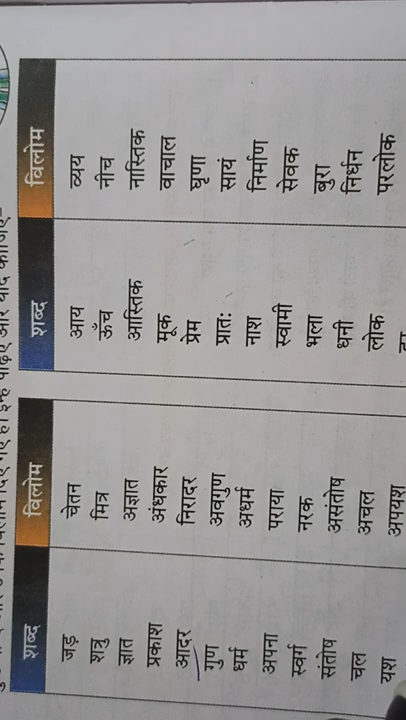 शब्द विलोम शब्द विलोम
जड़ चेतन आय व्यय
शत्रु मित्र ऊँच नीच
ज्ञात अज्ञात आस्तिक नास्तिक
प्रकाश अंधकार मूक वाचाल
आदर निरादर प्रेम घृणा
गुण अवगुण प्रातः सायं
धर्म अधर्म नाश निर्माण
अपना पराया स्वामी सेवक
स्वर्ग नरक भला बुरा
संतोष असंतोष धनी निर्धन
चल अचल लोक परलोक
यश अपयश